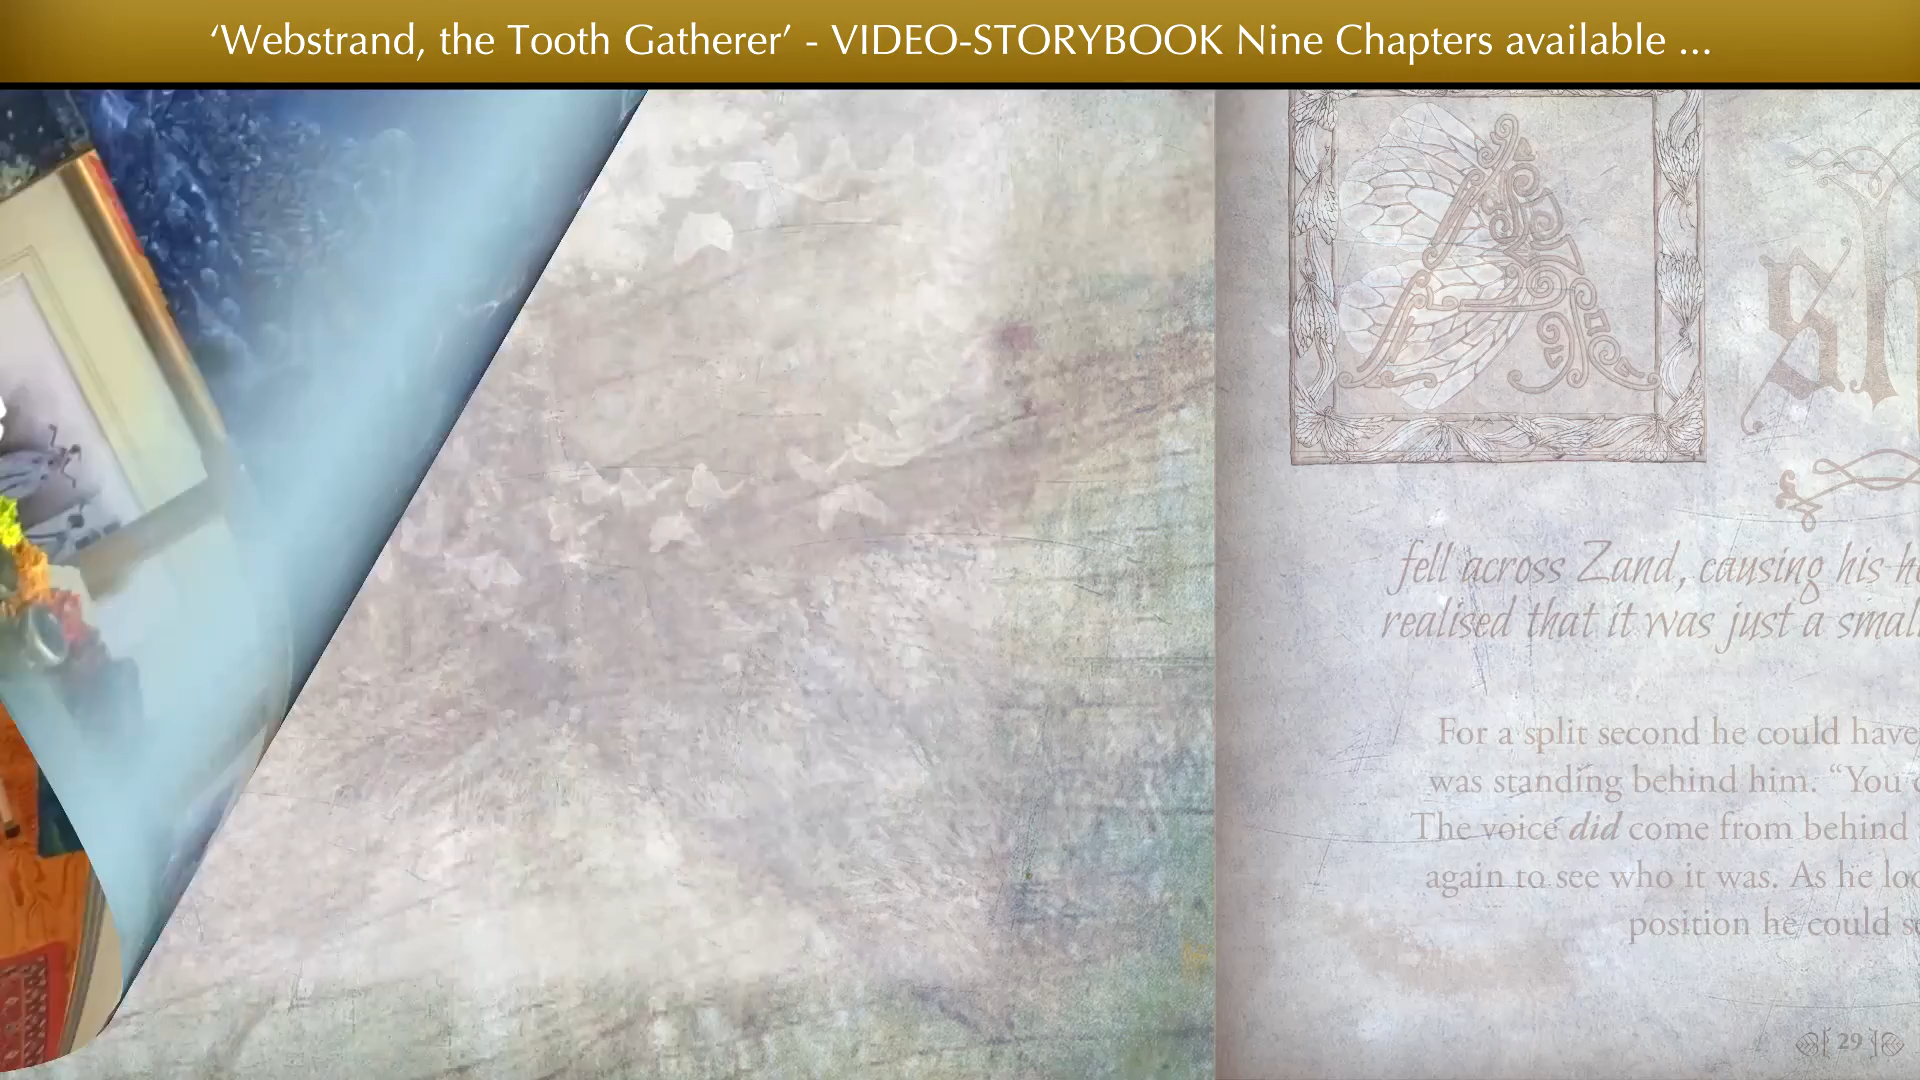 ‘Webstrand, the Tooth Gatherer’ - VIDEO-STORYBOOK Nine Chapters available ...
A
fell across Zand, causing his
realised that it was just a
For a split second he could have
was standing behind him. “You
The voice did come from behind
again to see who it was. As he
position he could
29